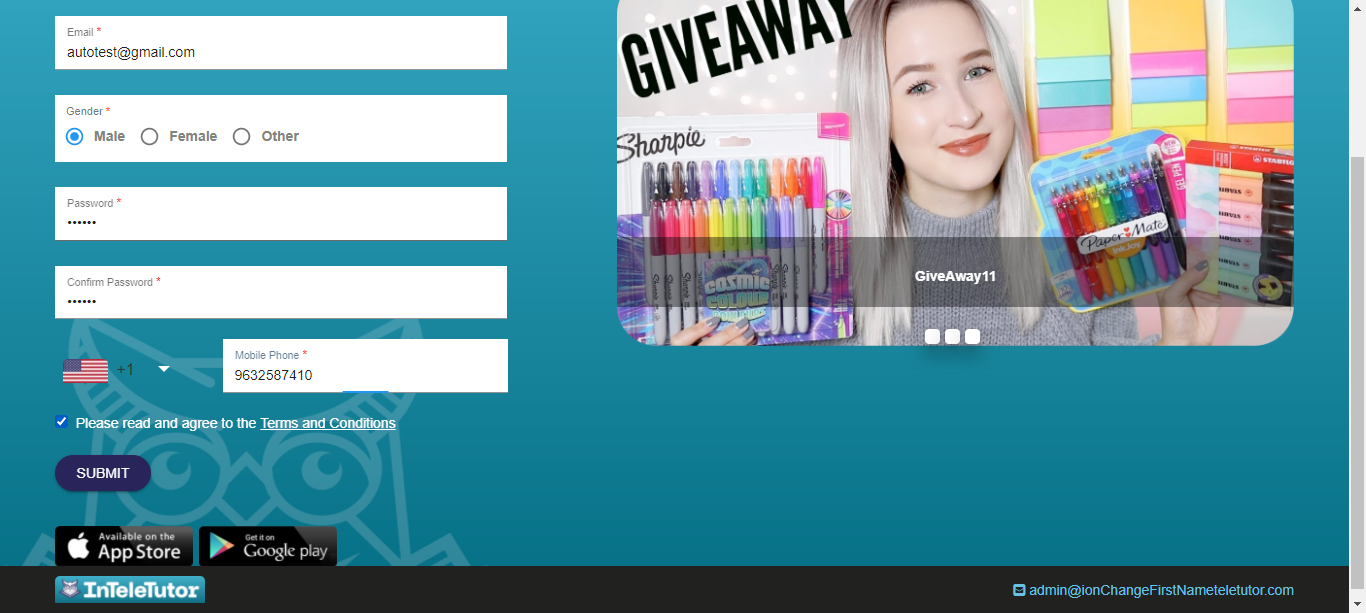 Email *
autotest@gmail.com
Gender *
Male
Female
Other
Password *
••••••
Confirm Password *
••••••
+1
Mobile Phone *
9632587410
Please read and agree to the Terms and Conditions
SUBMIT
Available on the
App Store
Get it on
Google play
InTeleTutor
GIVEAWAY
Sharpie
COSMIC
COLOUR
Paper Mate
InkJoy
STABILO
GiveAway11
admin@ionChangeFirstNameteletutor.com